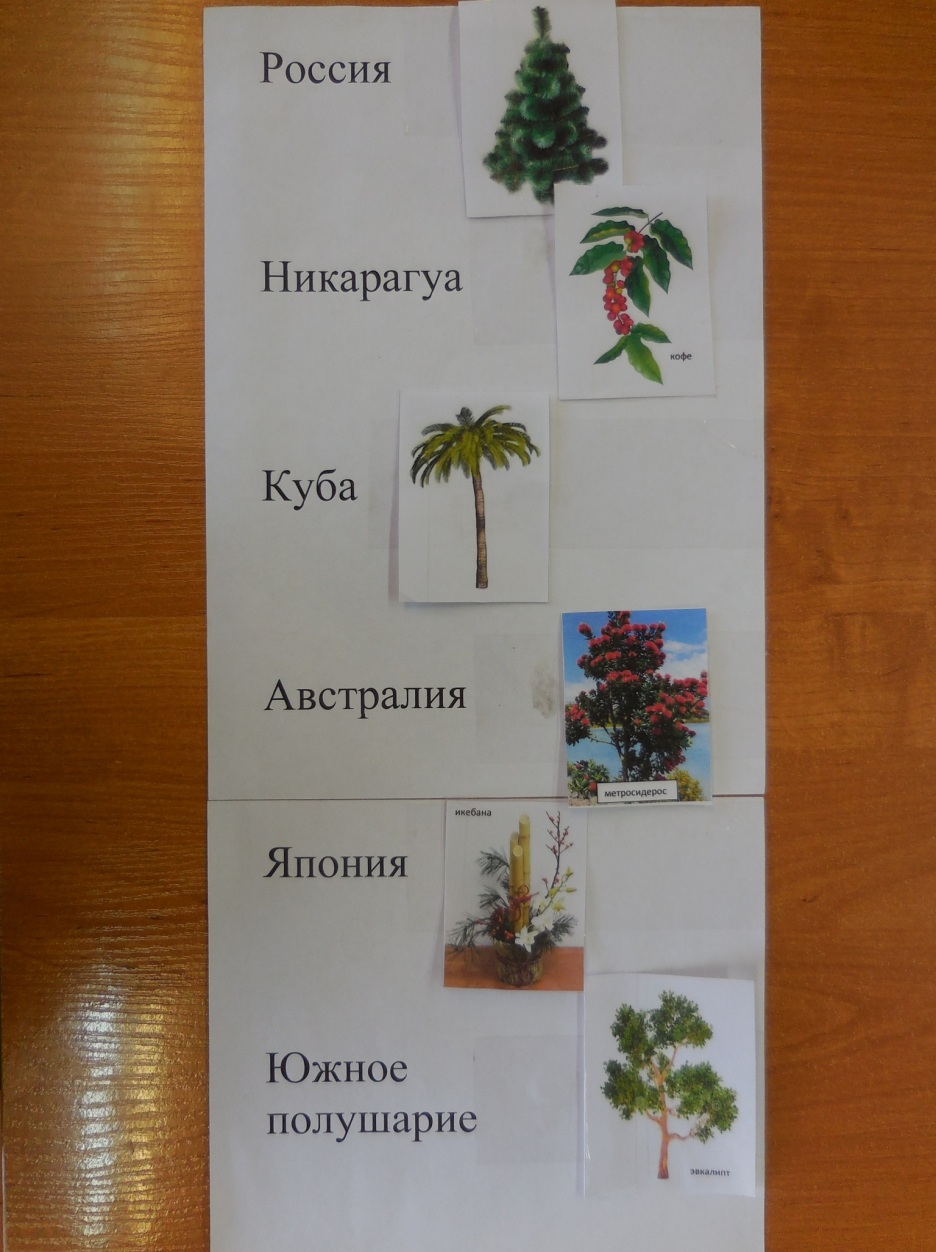 Россия
Никарагуа
кофе
Куба
Австралия
метросидерос
икебана
Япония
Южное
полушарие
эвкалипт